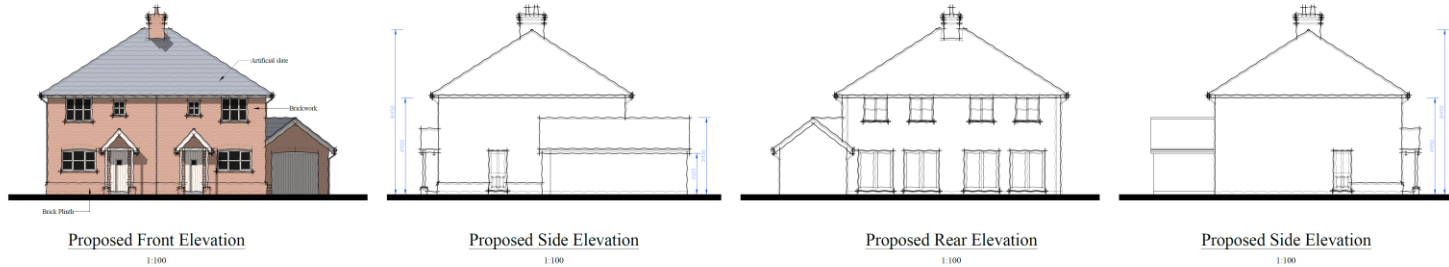 Artificial slate
Brickwork
Brick Plinth
Proposed Front Elevation
1:100
Proposed Side Elevation
1:100
Proposed Rear Elevation
1:100
Proposed Side Elevation
1:100